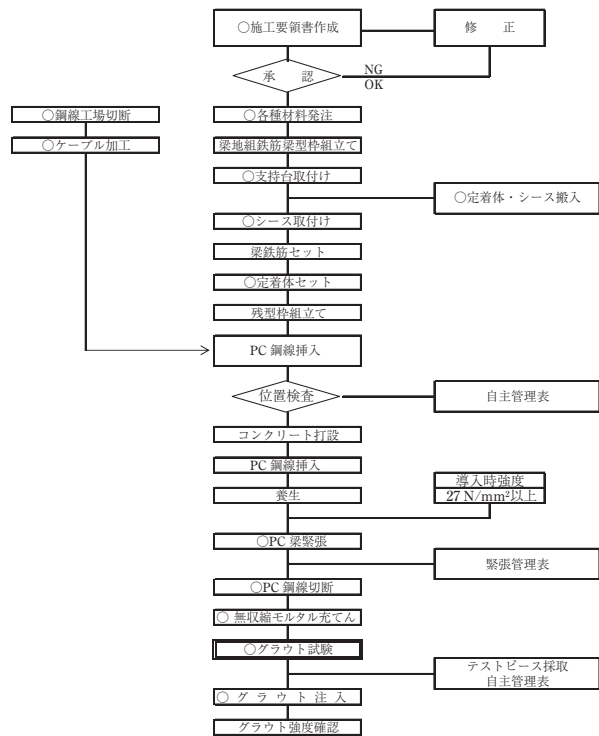 ○施工要領書作成
修 正
承 認
NG
OK
○鋼線工場切断
○各種材料発注
○ケーブル加工
梁地組鉄筋梁型枠組立て
○支持台取付け
○定着体・シース搬入
○シース取付け
梁鉄筋セット
○定着体セット
残型枠組立て
PC 鋼線挿入
位置検査
自主管理表
コンクリート打設
PC 鋼線挿入
養生
導入時強度
27 N/mm²以上
○PC 梁緊張
緊張管理表
○PC 鋼線切断
○ 無収縮モルタル充てん
○グラウト試験
テストピース採取
自主管理表
○ グ ラ ウ ト 注 入
グラウト強度確認